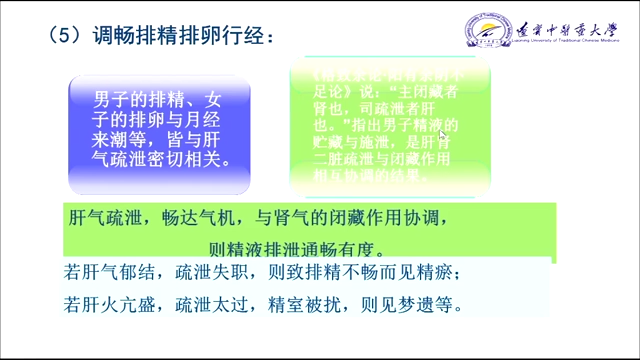 （5）调畅排精排卵行经：
辽宁中医药大学
Liaoning University of Traditional Chinese Medicine
男子的排精、女
子的排卵与月经
来潮等，皆与肝
气疏泄密切相关。
《格致余论·阳有余阴不
足论》说：“主闭藏者
肾也，司疏泄者肝
也。”指出男子精液的
贮藏与施泄，是肝肾
二脏疏泄与闭藏作用
相互协调的结果。
肝气疏泄，畅达气机，与肾气的闭藏作用协调，
则精液排泄通畅有度。
若肝气郁结，疏泄失职，则致排精不畅而见精瘀；
若肝火亢盛，疏泄太过，精室被扰，则见梦遗等。